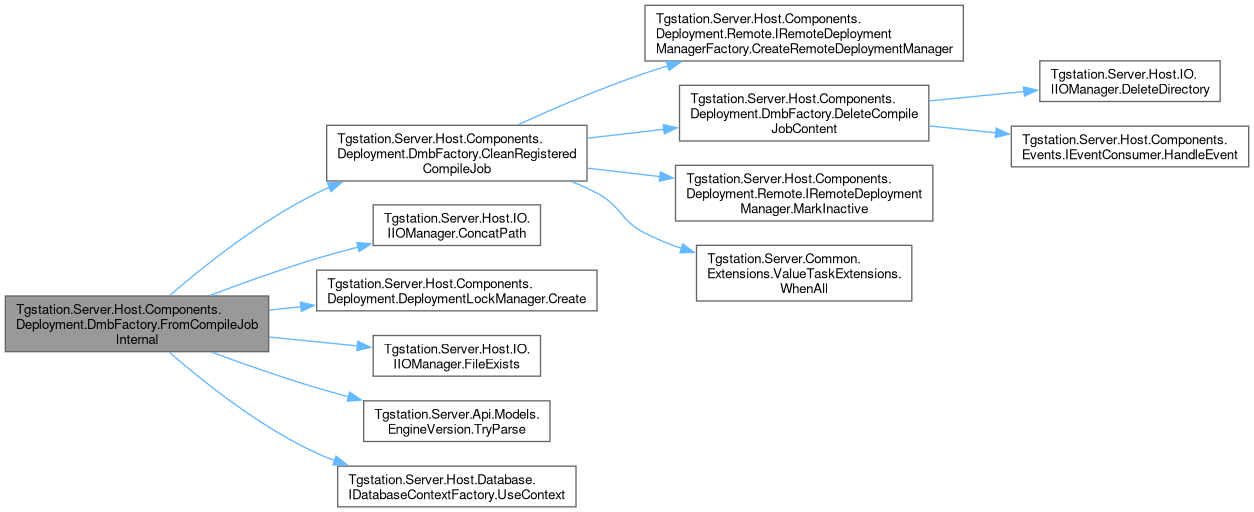 Tgstation.Server.Host.Components.
Deployment.DmbFactory.FromCompileJob
Internal
Tgstation.Server.Host.Components.
Deployment.DmbFactory.CleanRegistered
CompileJob
Tgstation.Server.Host.Components.
Deployment.Remote.IRemoteDeployment
ManagerFactory.CreateRemoteDeploymentManager
Tgstation.Server.Host.Components.
Deployment.DmbFactory.DeleteCompile
JobContent
Tgstation.Server.Host.IO.
IIOManager.DeleteDirectory
Tgstation.Server.Host.Components.
Events.IEventConsumer.HandleEvent
Tgstation.Server.Host.Components.
Deployment.Remote.IRemoteDeployment
Manager.MarkInactive
Tgstation.Server.Common.
Extensions.ValueTaskExtensions.
WhenAll
Tgstation.Server.Host.IO.
IIOManager.ConcatPath
Tgstation.Server.Host.Components.
Deployment.DeploymentLockManager.Create
Tgstation.Server.Host.IO.
IIOManager.FileExists
Tgstation.Server.Api.Models.
EngineVersion.TryParse
Tgstation.Server.Host.Database.
IDatabaseContextFactory.UseContext